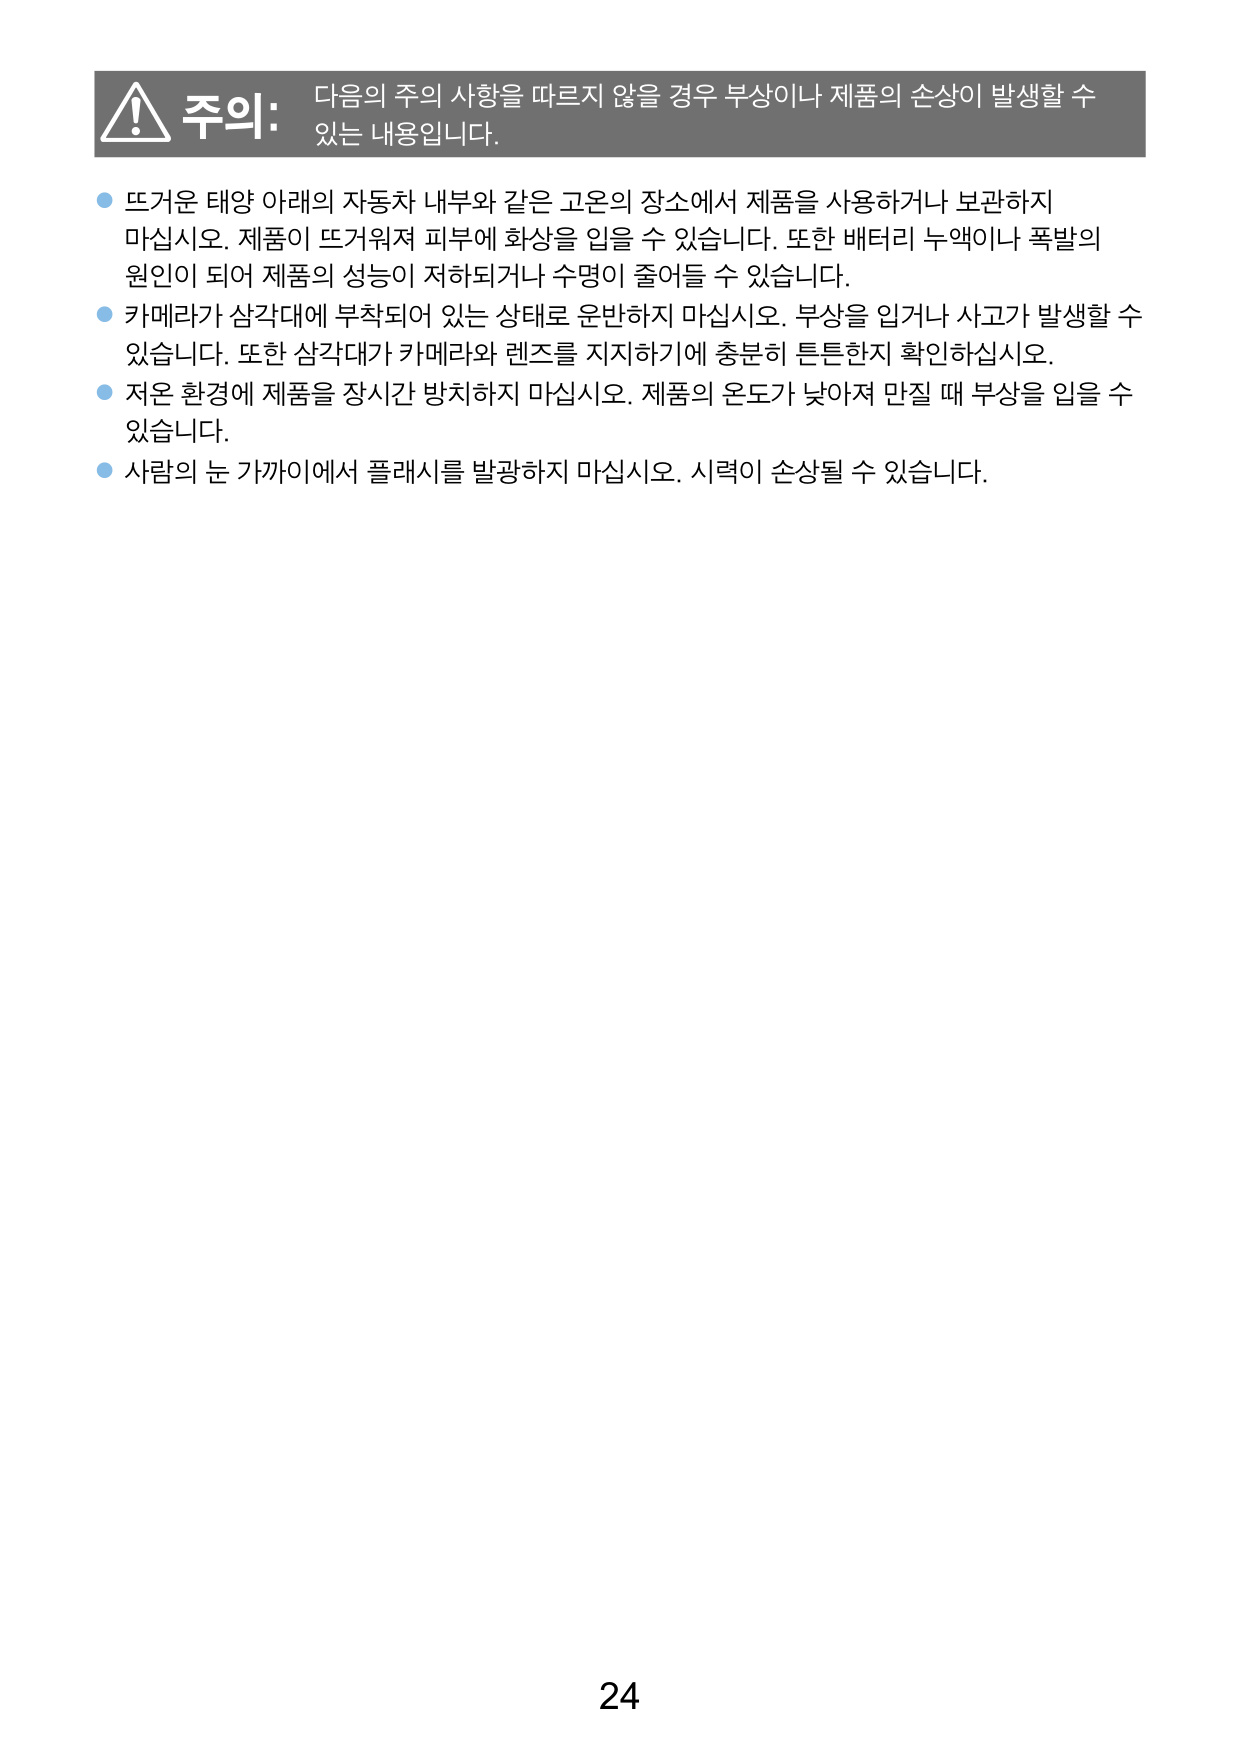 주의:
다음의 주의 사항을 따르지 않을 경우 부상이나 제품의 손상이 발생할 수
있는 내용입니다.
● 뜨거운 태양 아래의 자동차 내부와 같은 고온의 장소에서 제품을 사용하거나 보관하지
마십시오. 제품이 뜨거워져 피부에 화상을 입을 수 있습니다. 또한 배터리 누액이나 폭발의
원인이 되어 제품의 성능이 저하되거나 수명이 줄어들 수 있습니다.
● 카메라가 삼각대에 부착되어 있는 상태로 운반하지 마십시오. 부상을 입거나 사고가 발생할 수
있습니다. 또한 삼각대가 카메라와 렌즈를 지지하기에 충분히 튼튼한지 확인하십시오.
● 저온 환경에 제품을 장시간 방치하지 마십시오. 제품의 온도가 낮아져 만질 때 부상을 입을 수
있습니다.
● 사람의 눈 가까이에서 플래시를 발광하지 마십시오. 시력이 손상될 수 있습니다.
24